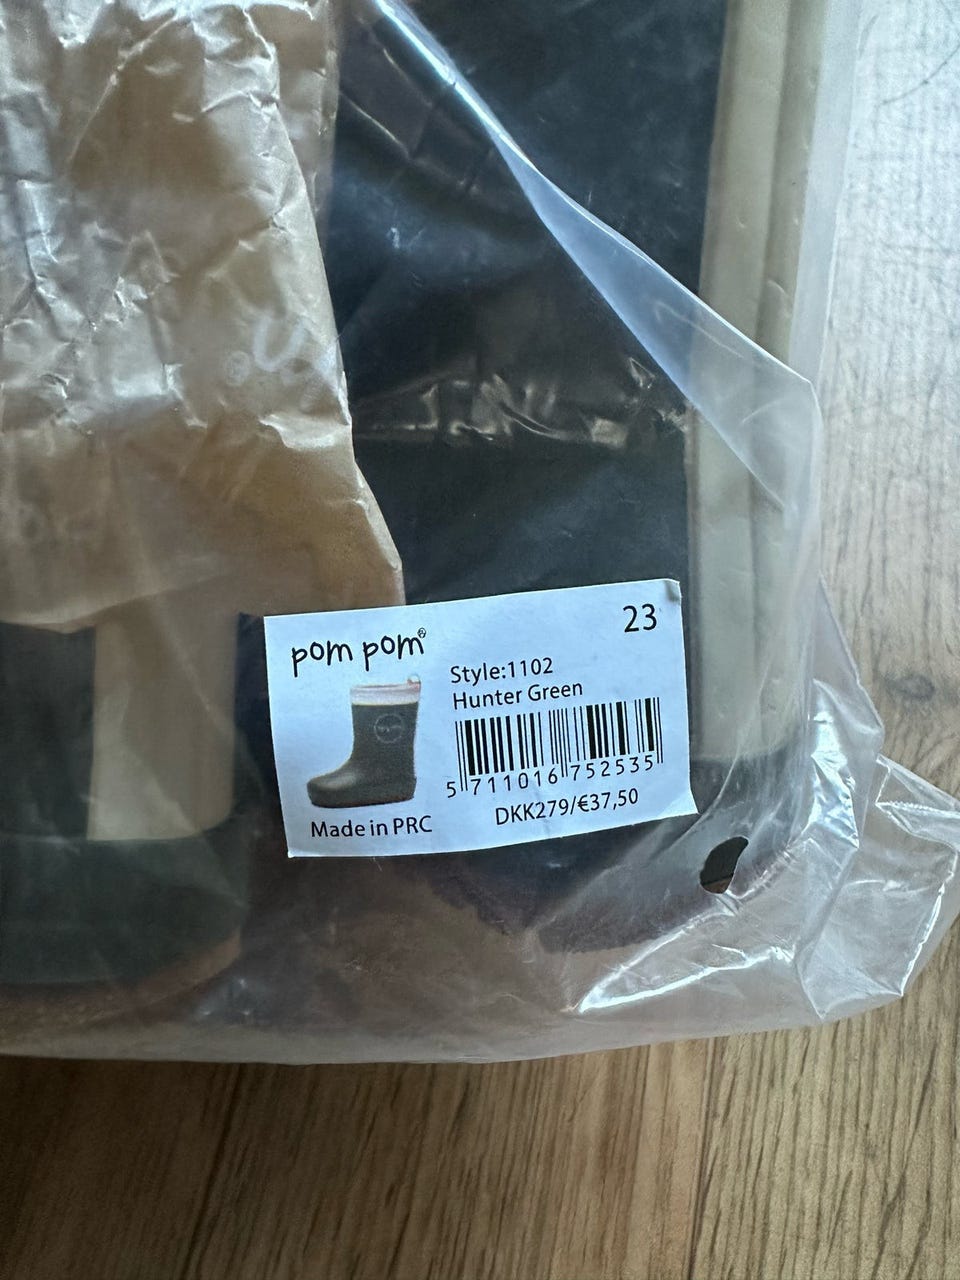 pom pom®
23
Style:1102
Hunter Green
5 711016 752535
DKK279/€37,50
Made in PRC